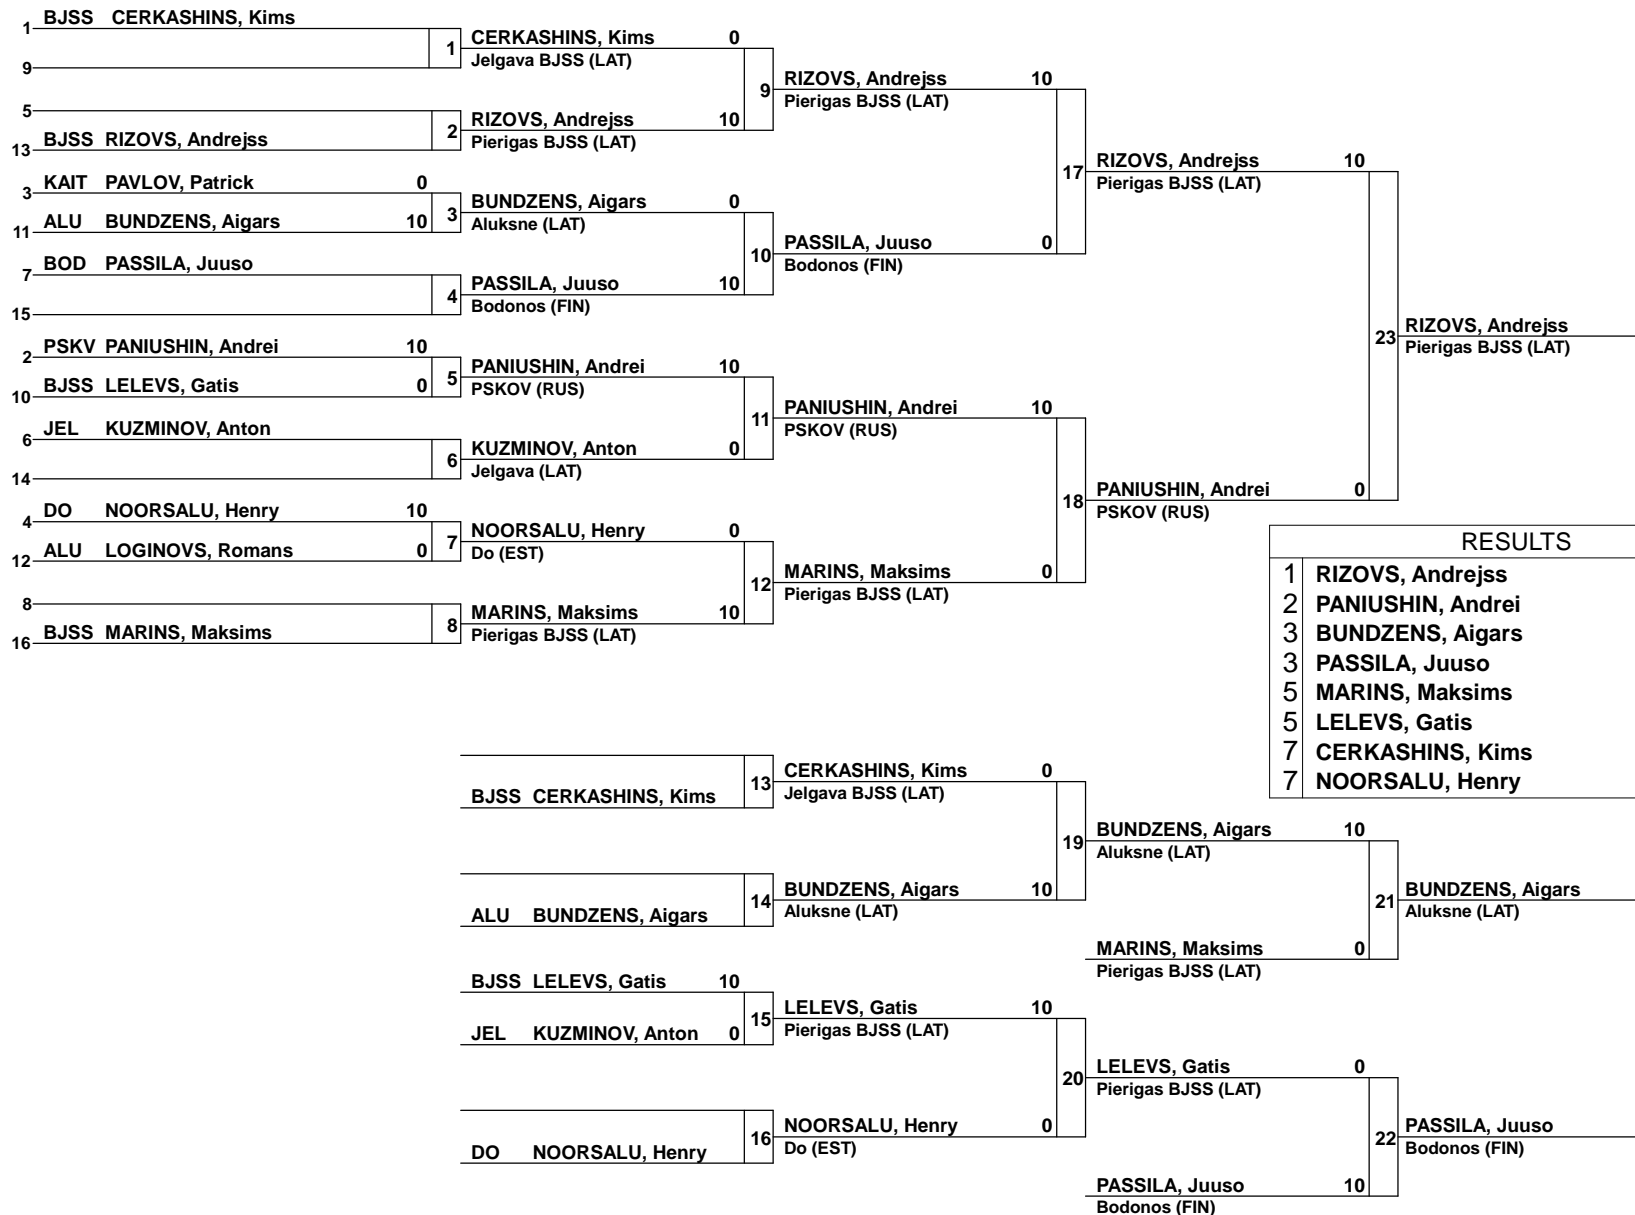 BJSS CERKASHINS, Kims
1
9
1
CERKASHINS, Kims 0
Jelgava BJSS (LAT)
5
BJSS RIZOVS, Andrejss
13
2
RIZOVS, Andrejss 10
Pierigas BJSS (LAT)
9
RIZOVS, Andrejss 10
Pierigas BJSS (LAT)
KAIT PAVLOV, Patrick 0
3
ALU BUNDZENS, Aigars 10
11
3
BUNDZENS, Aigars 0
Aluksne (LAT)
BOD PASSILA, Juuso
7
15
4
PASSILA, Juuso 10
Bodonos (FIN)
10
PASSILA, Juuso 0
Bodonos (FIN)
17
RIZOVS, Andrejss 10
Pierigas BJSS (LAT)
PSKV PANIUSHIN, Andrei 10
2
BJSS LELEVS, Gatis 0
10
5
PANIUSHIN, Andrei 10
PSKOV (RUS)
JEL KUZMINOV, Anton
6
14
6
KUZMINOV, Anton 0
Jelgava (LAT)
11
PANIUSHIN, Andrei 10
PSKOV (RUS)
DO NOORSALU, Henry 10
4
ALU LOGINOVS, Romans 0
12
7
NOORSALU, Henry 0
Do (EST)
8
BJSS MARINS, Maksims
16
8
MARINS, Maksims 10
Pierigas BJSS (LAT)
12
MARINS, Maksims 0
Pierigas BJSS (LAT)
18
PANIUSHIN, Andrei 0
PSKOV (RUS)
23
RIZOVS, Andrejss
Pierigas BJSS (LAT)
RESULTS
1 RIZOVS, Andrejss
2 PANIUSHIN, Andrei
3 BUNDZENS, Aigars
3 PASSILA, Juuso
5 MARINS, Maksims
5 LELEVS, Gatis
7 CERKASHINS, Kims
7 NOORSALU, Henry
BJSS CERKASHINS, Kims
13
CERKASHINS, Kims 0
Jelgava BJSS (LAT)
ALU BUNDZENS, Aigars
14
BUNDZENS, Aigars 10
Aluksne (LAT)
19
BUNDZENS, Aigars 10
Aluksne (LAT)
MARINS, Maksims 0
Pierigas BJSS (LAT)
21
BUNDZENS, Aigars
Aluksne (LAT)
BJSS LELEVS, Gatis 10
JEL KUZMINOV, Anton 0
15
LELEVS, Gatis 10
Pierigas BJSS (LAT)
DO NOORSALU, Henry
16
NOORSALU, Henry 0
Do (EST)
20
LELEVS, Gatis 0
Pierigas BJSS (LAT)
PASSILA, Juuso 10
Bodonos (FIN)
22
PASSILA, Juuso
Bodonos (FIN)